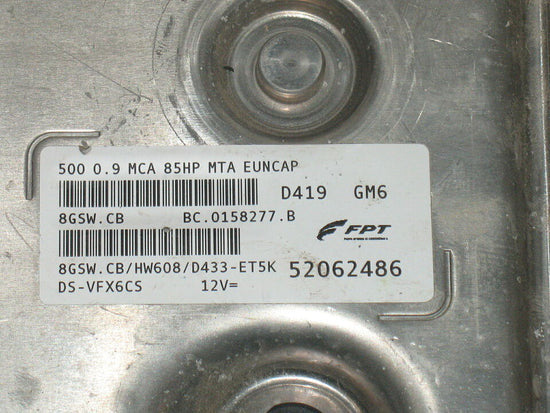 500 0.9 MCA 85HP MTA EUNCAP
D419 GM6
8GSW.CB BC.0158277.B
FPT
8GSW.CB/HW608/D433-ET5K 52062486
DS-VFX6CS 12V=